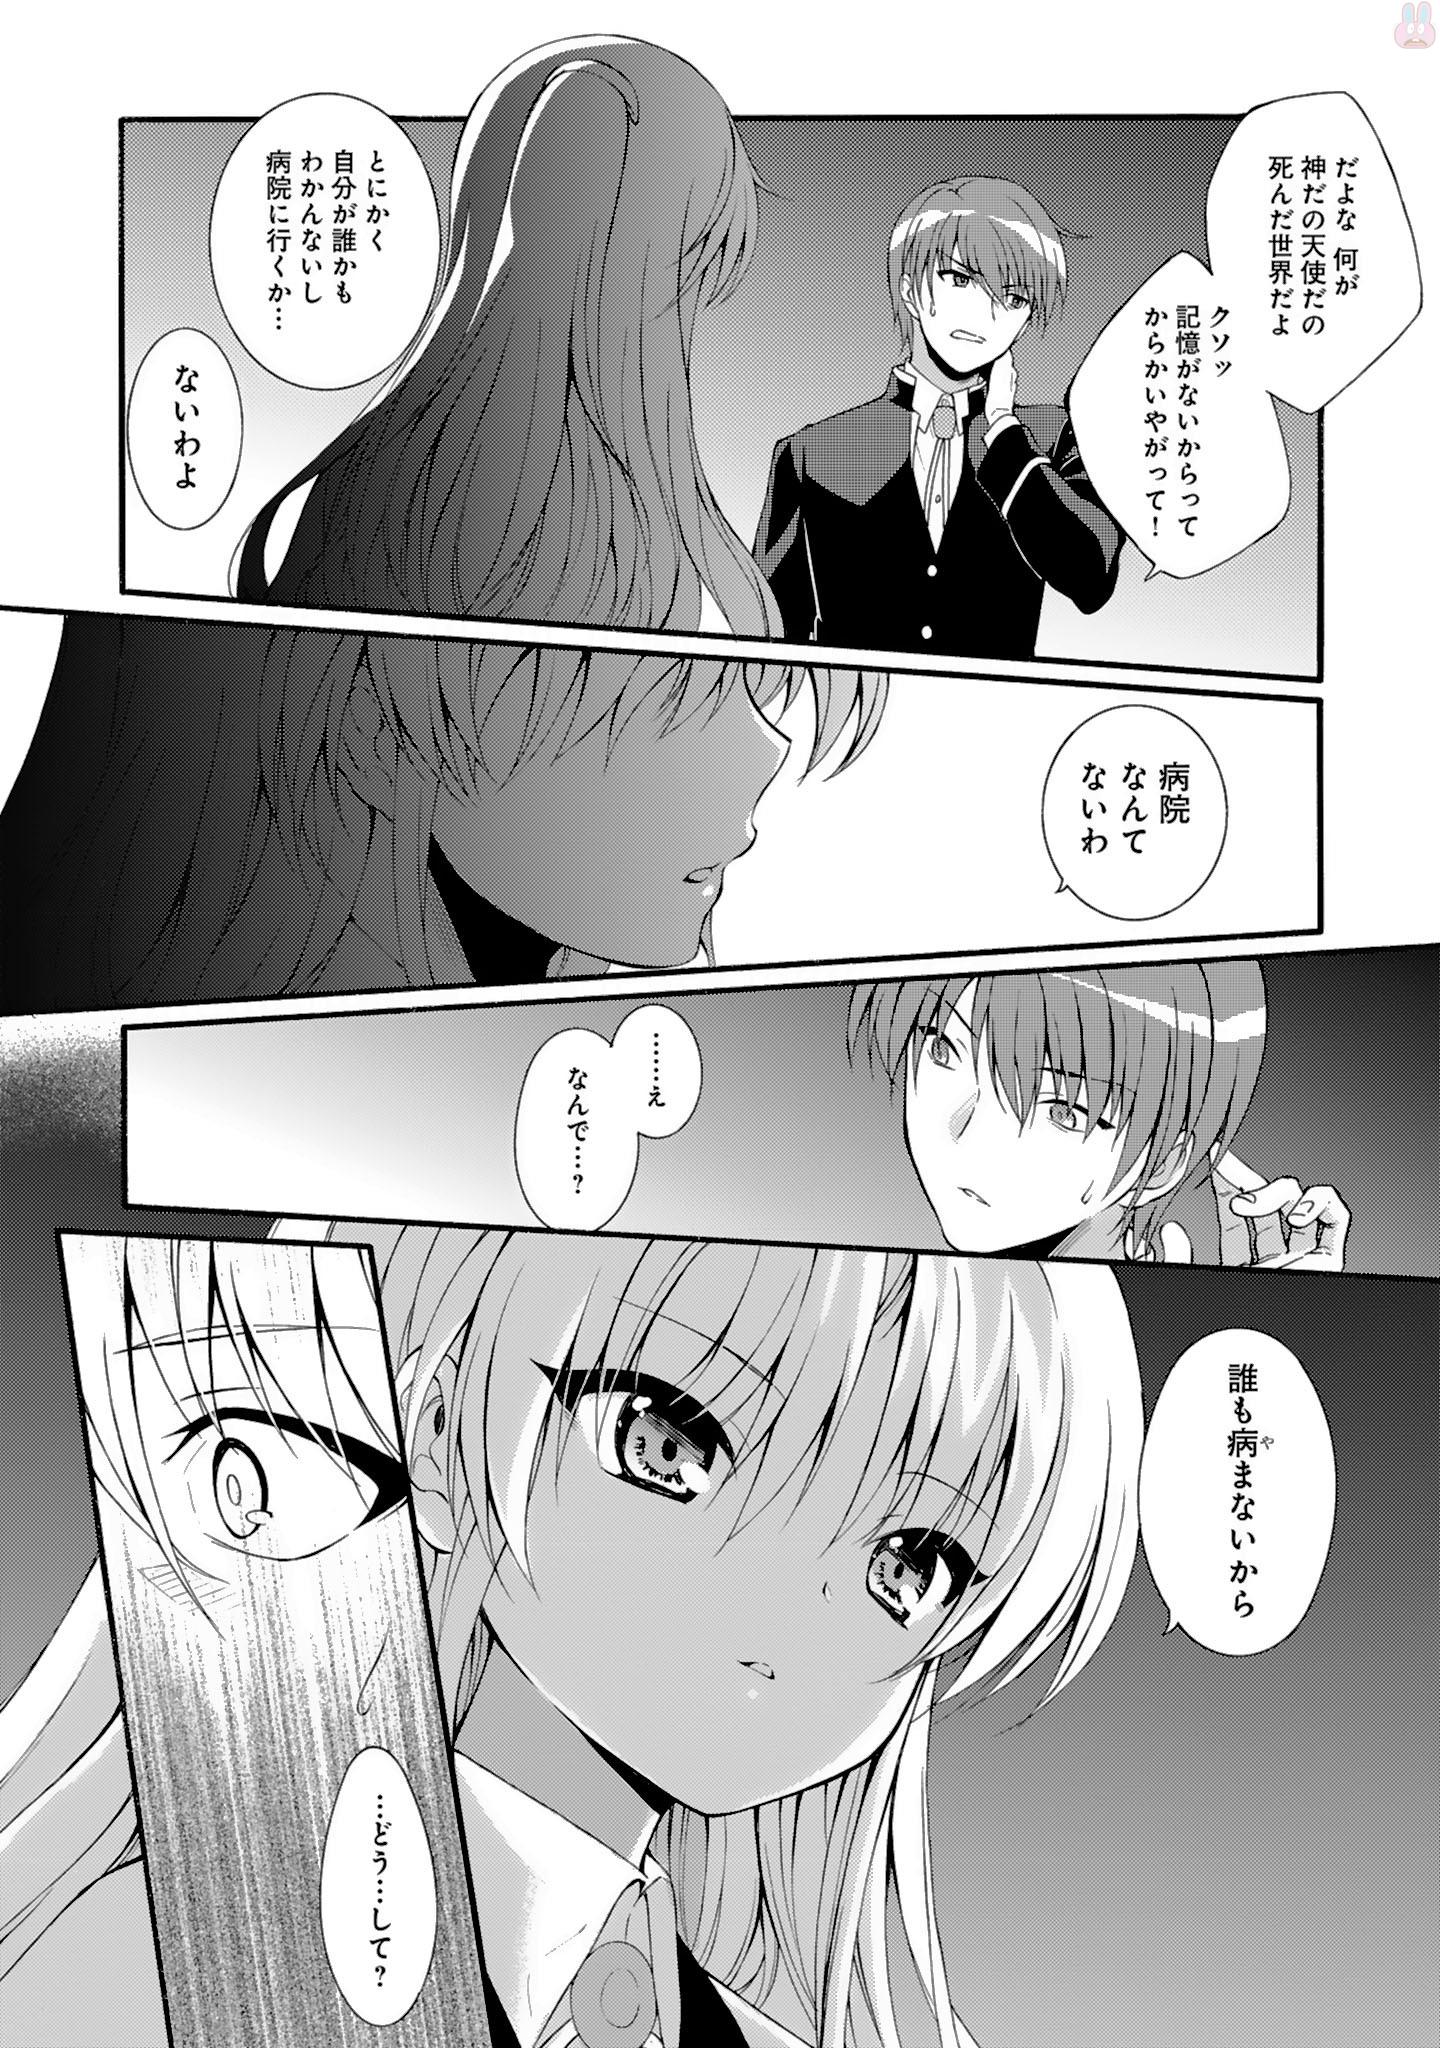 だよな 何が
神だの天使だの
死んだ世界だよ
クソッ
記憶がないからって
からかいやがって！
とにかく
自分が誰かも
わかんないし
病院に行くか…
ないわよ
病院
なんて
ないわ
……え
なんで…？
誰も病まないから
や
…どう…して？